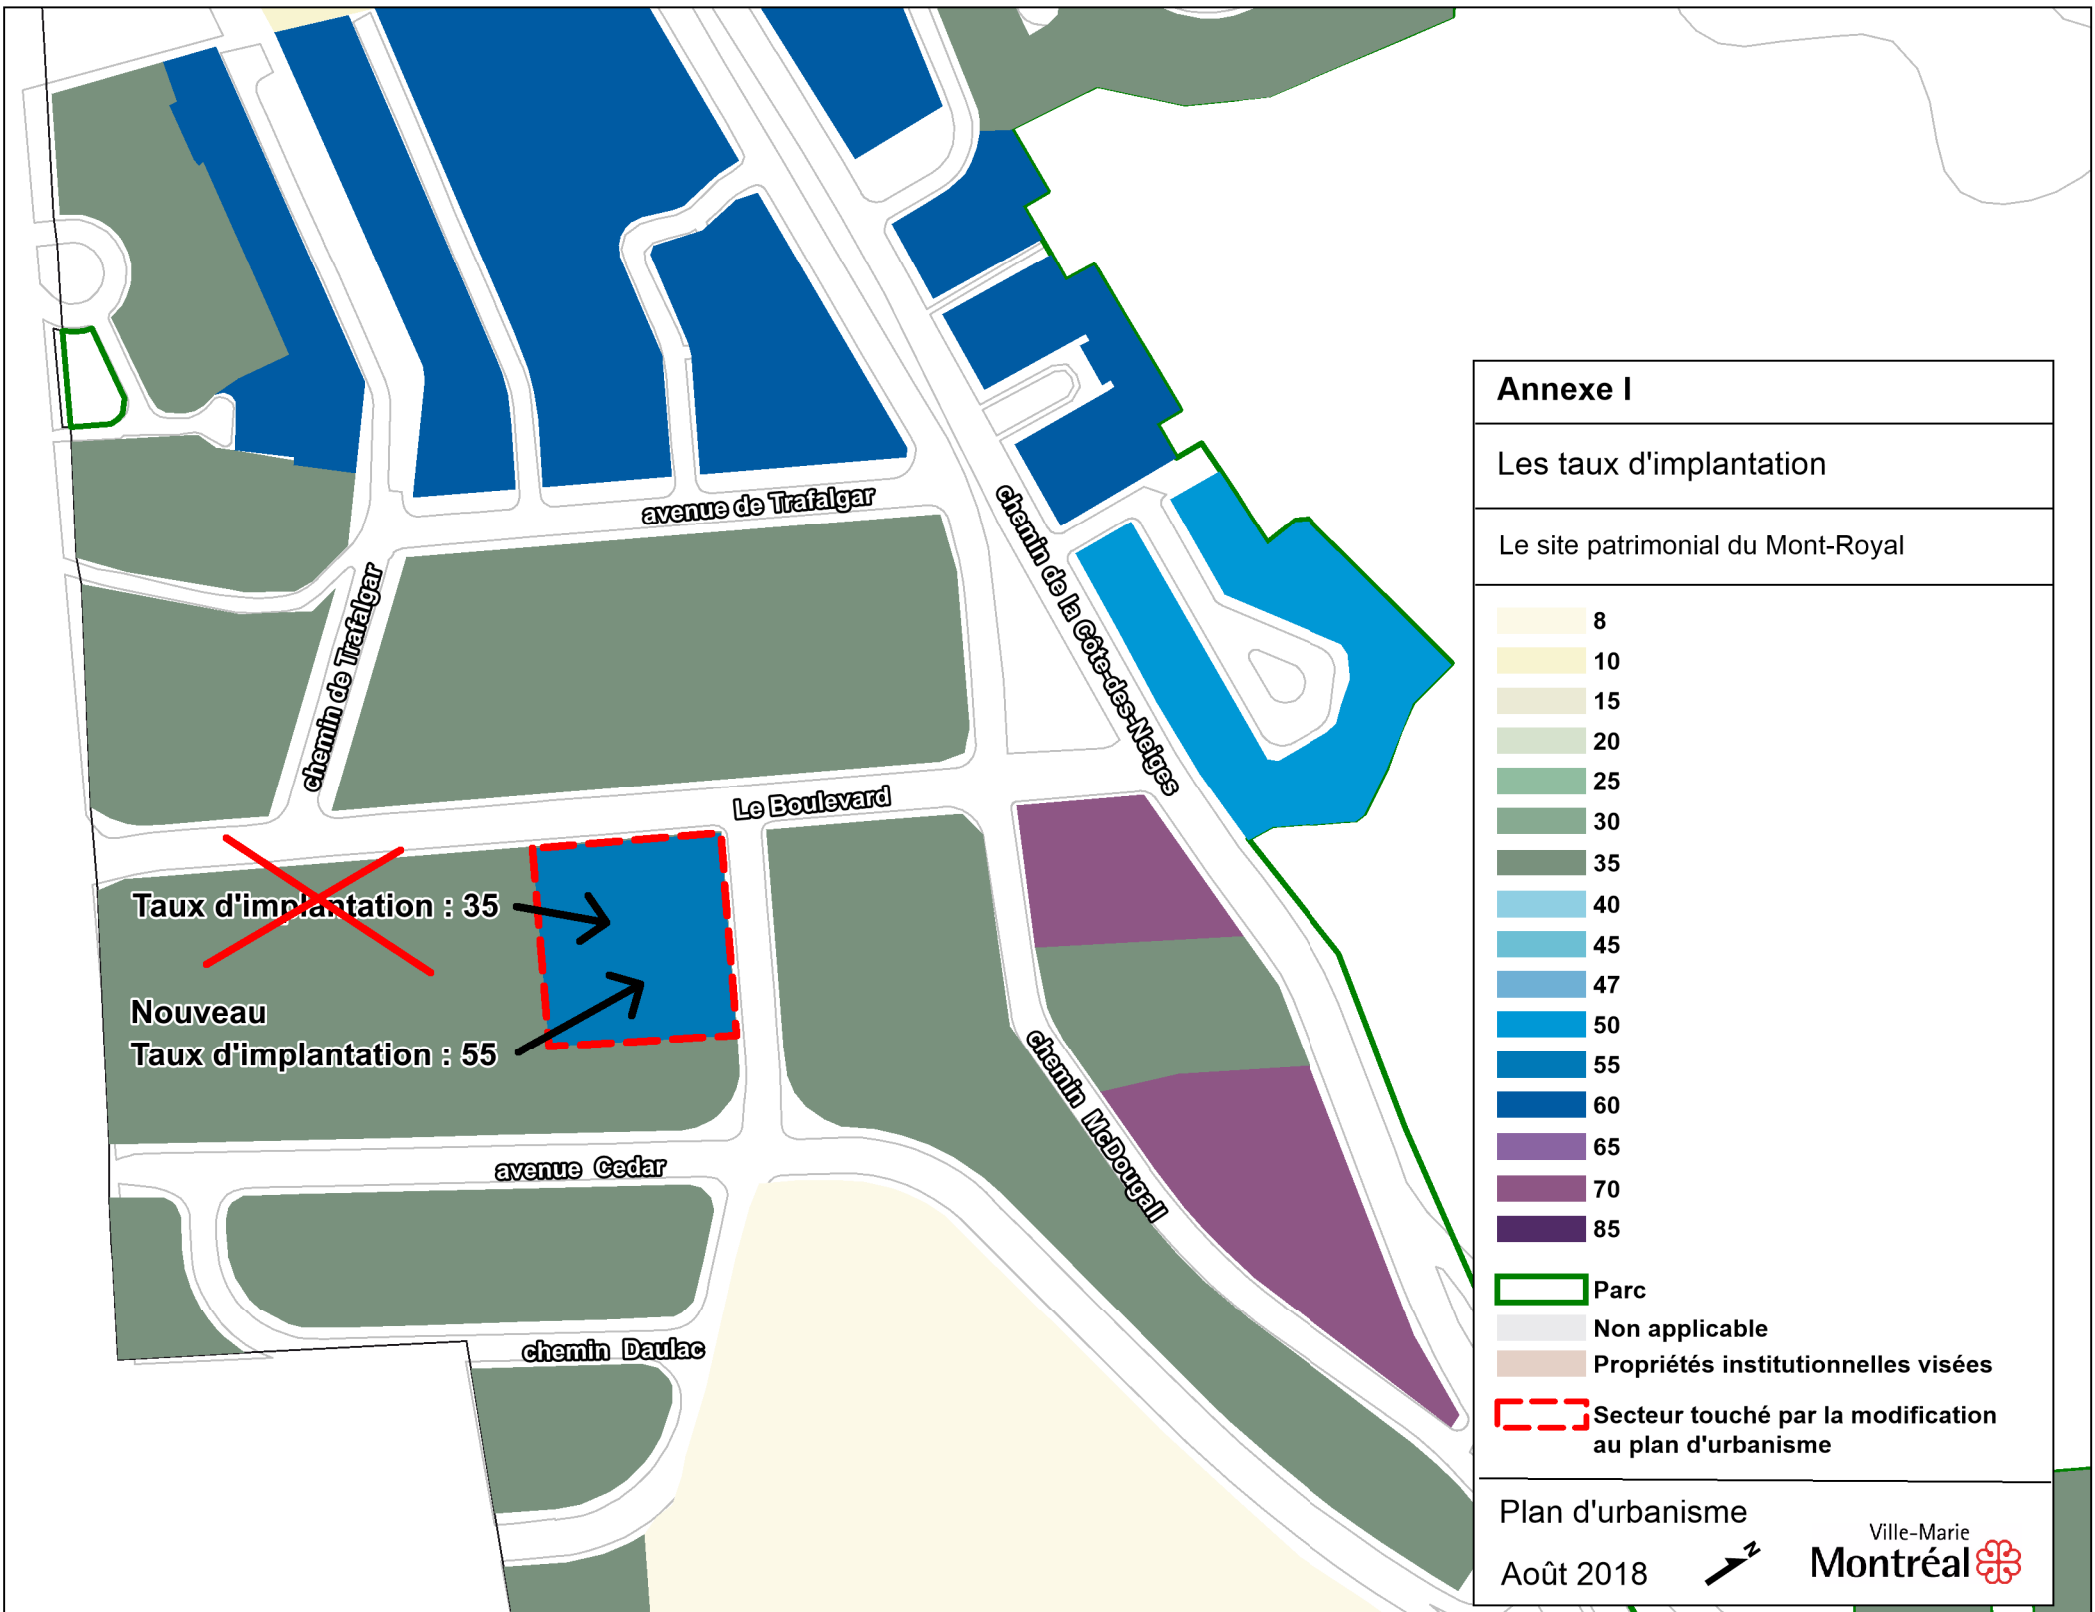 avenue de Trafalgar
chemin de la Côte-des-Neiges
chemin de Trafalgar
Le Boulevard
Taux d'implantation : 35
Nouveau
Taux d'implantation : 55
chemin McDougall
avenue Cedar
chemin Daulac
Annexe I
Les taux d'implantation
Le site patrimonial du Mont-Royal
8
10
15
20
25
30
35
40
45
47
50
55
60
65
70
85
Parc
Non applicable
Propriétés institutionnelles visées
Secteur touché par la modification
au plan d'urbanisme
Plan d'urbanisme
Août 2018
N
Ville-Marie
Montréal